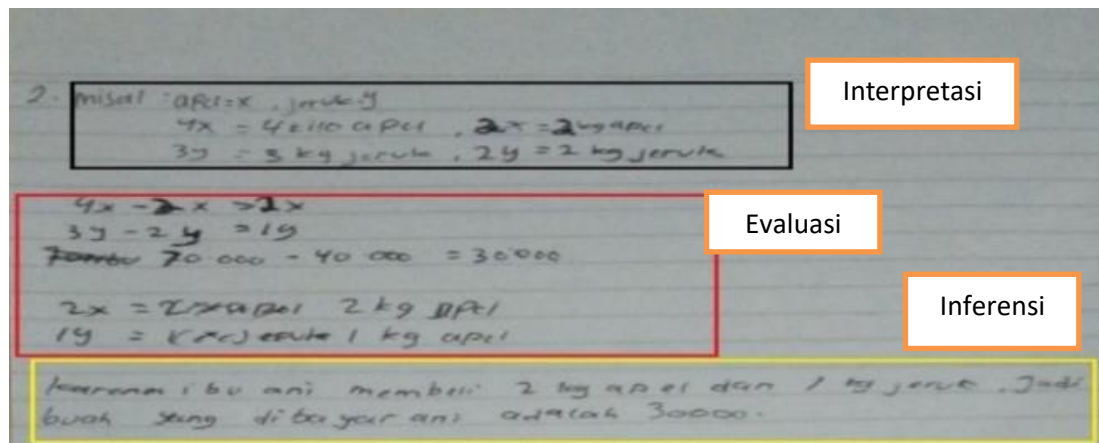 Interpretasi
2. misal : apel = x , jeruk = y
4x = 4 kilo apel , 2x = 2 kg apel
3y = 3 kg jeruk , 2y = 2 kg jeruk
Evaluasi
4x - 2x = 2x
3y - 2y = 1y
70 000 - 40 000 = 30000
Inferensi
2x = 2 kg apel
1y = jeruk 1 kg apel
karena ibu ani membeli 2 kg apel dan 1 kg jeruk . Jadi
buah yang dibayar ani adalah 30000.